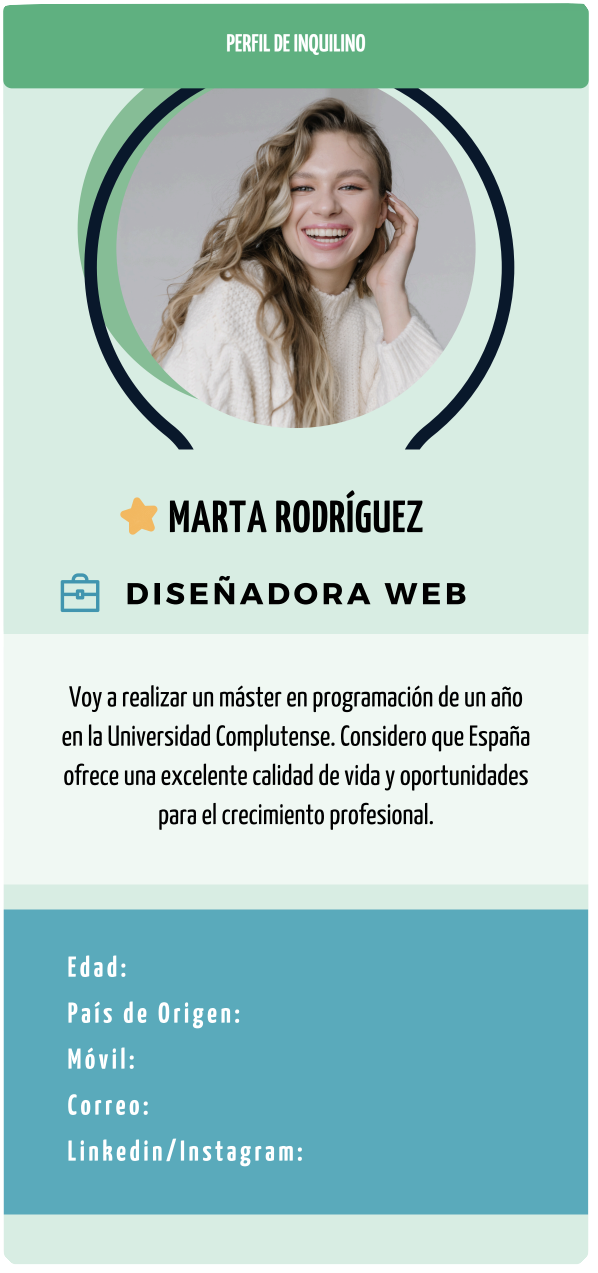 PERFIL DE INQUILINO
MARTA RODRÍGUEZ
DISEÑADORA WEB
Voy a realizar un máster en programación de un año
en la Universidad Complutense. Considero que España
ofrece una excelente calidad de vida y oportunidades
para el crecimiento profesional.
Edad:
País de Origen:
Móvil:
Correo:
Linkedin/Instagram: